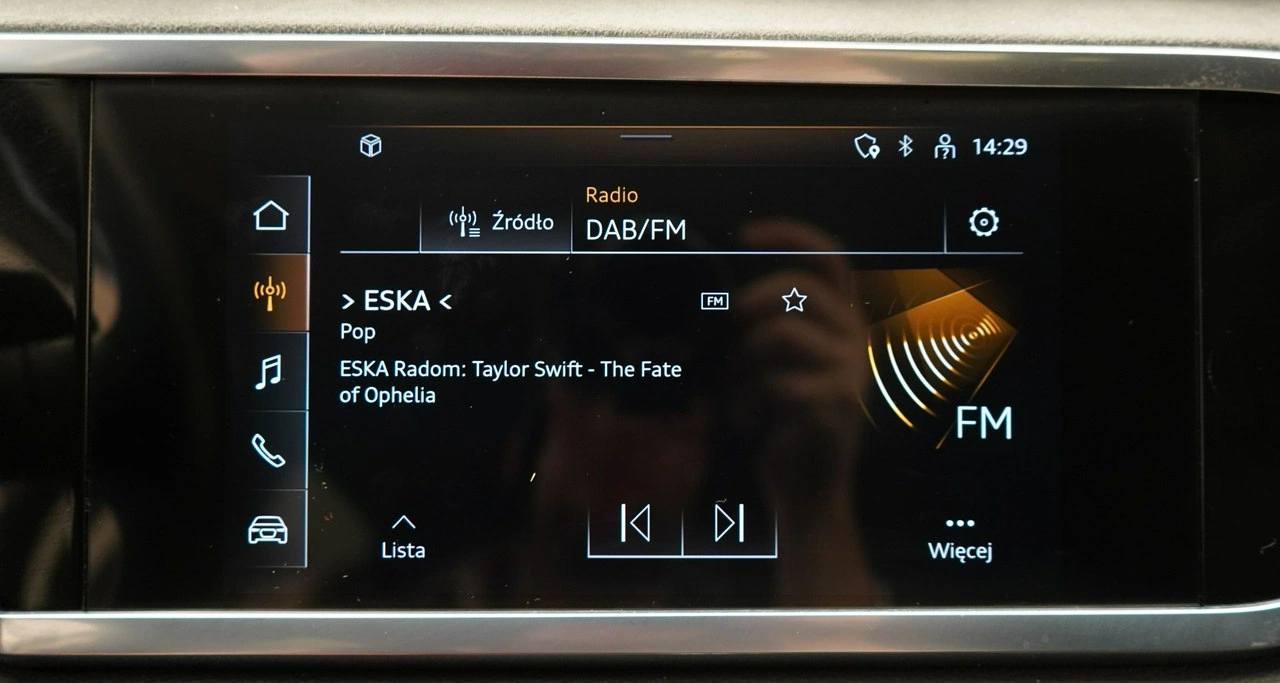 14:29
Źródło
Radio
DAB/FM
> ESKA <
FM
Pop
ESKA Radom: Taylor Swift - The Fate
of Ophelia
FM
Lista
Więcej